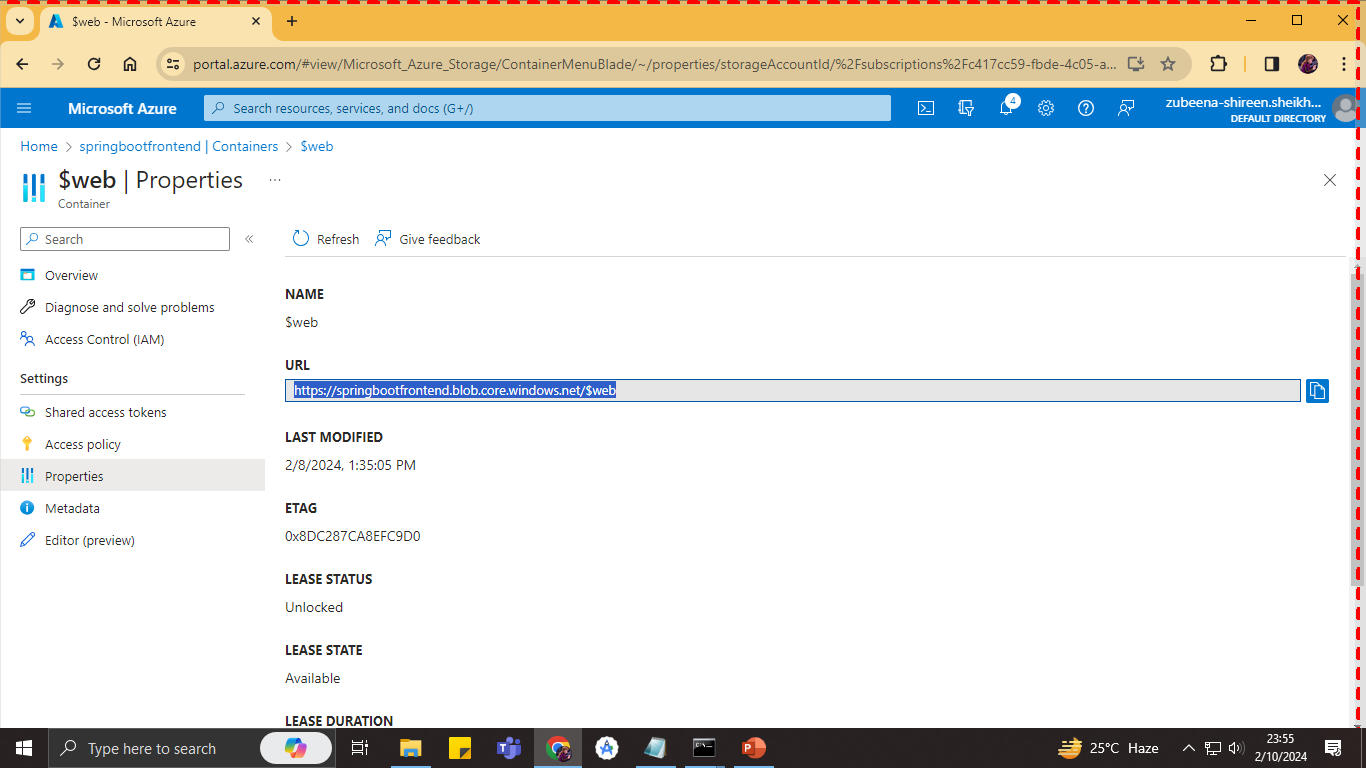 $web - Microsoft Azure
portal.azure.com/#view/Microsoft_Azure_Storage/ContainerMenuBlade/~/properties/storageAccountId/%2Fsubscriptions%2Fc417cc59-fbde-4c05-a...
Microsoft Azure
Search resources, services, and docs (G+/)
4
zubeena-shireen.sheikh...
DEFAULT DIRECTORY
Home > springbootfrontend | Containers > $web
$web | Properties ...
Container
Search
«
Refresh
Give feedback
Overview
Diagnose and solve problems
Access Control (IAM)
Settings
Shared access tokens
Access policy
Properties
Metadata
Editor (preview)
NAME
$web
URL
https://springbootfrontend.blob.core.windows.net/$web
LAST MODIFIED
2/8/2024, 1:35:05 PM
ETAG
0x8DC287CA8EFC9D0
LEASE STATUS
Unlocked
LEASE STATE
Available
LEASE DURATION
Type here to search
25°C Haze
23:55
2/10/2024